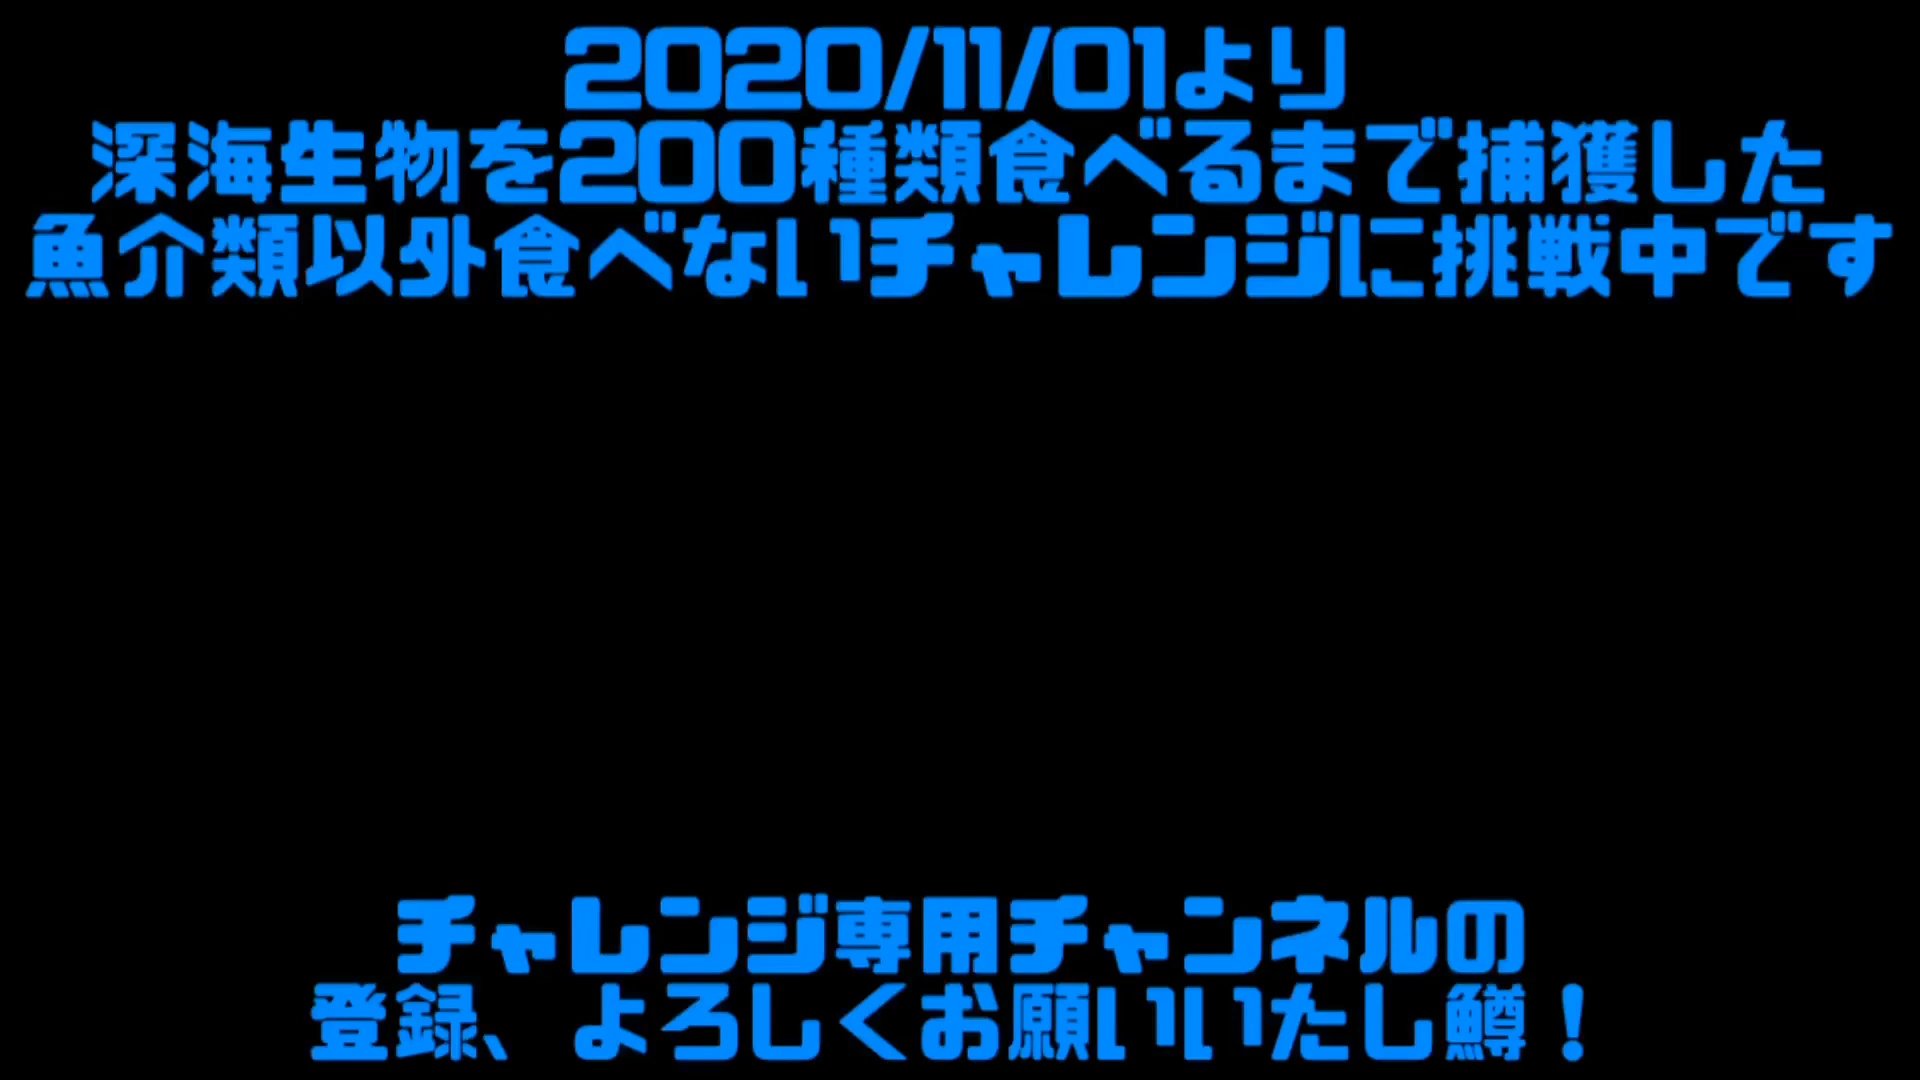 2020/11/01より
深海生物を200種類食べるまで捕獲した
魚介類以外食べないチャレンジに挑戦中です
チャレンジ専用チャンネルの
登録、よろしくお願いいたし鱒！